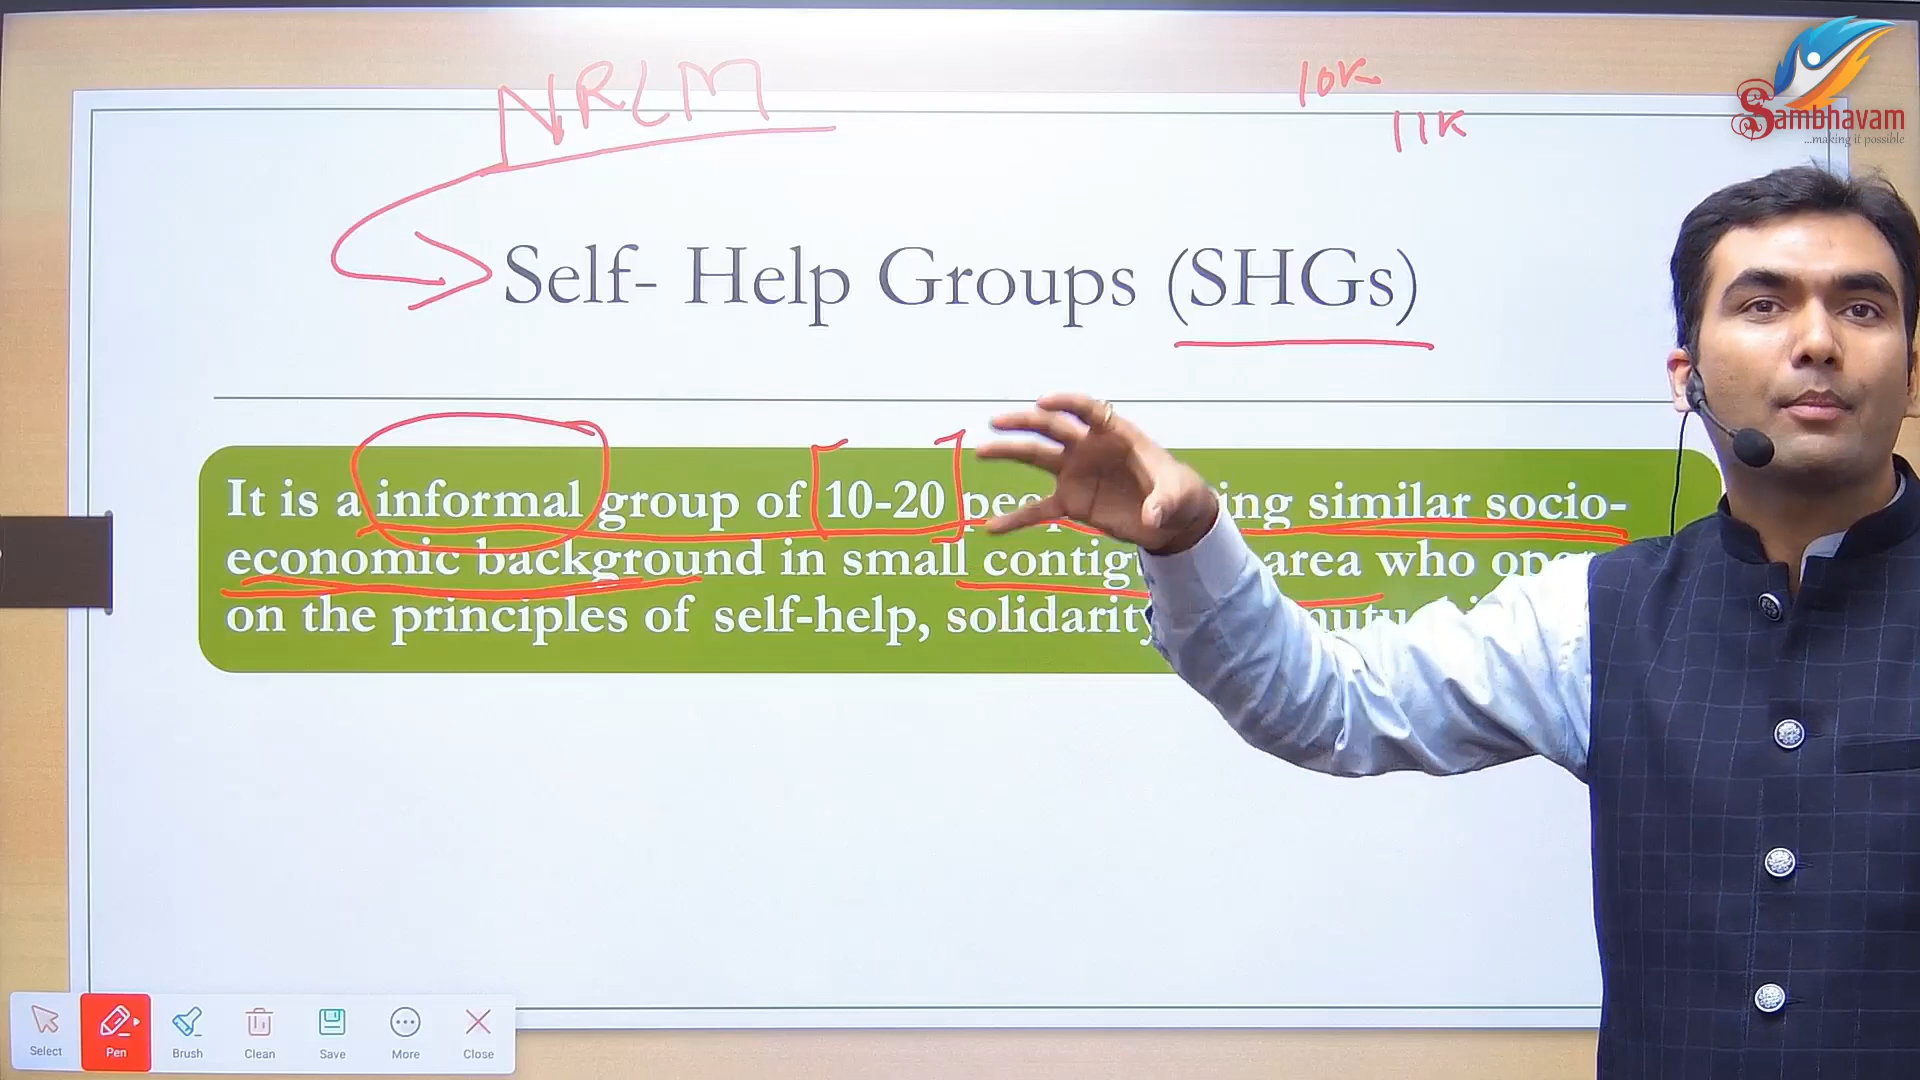 NRLM
10K
11K
Sambhavam
...making it possible
Self- Help Groups (SHGs)
It is a informal group of 10-20 similar socio-
economic background in small area who
on the principles of self-help, solidarity
Select
Pen
Brush
Clean
Save
More
Close